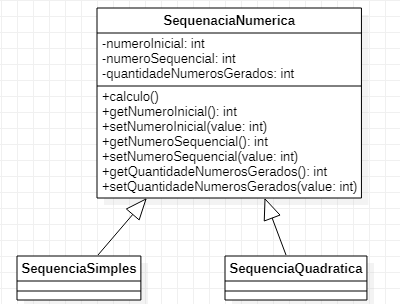 SequenaciaNumerica
-numeroInicial: int
-numeroSequencial: int
-quantidadeNumerosGerados: int
+calculo()
+getNumeroInicial(): int
+setNumeroInicial(value: int)
+getNumeroSequencial(): int
+setNumeroSequencial(value: int)
+getQuantidadeNumerosGerados(): int
+setQuantidadeNumerosGerados(value: int)
SequenciaSimples
SequenciaQuadratica